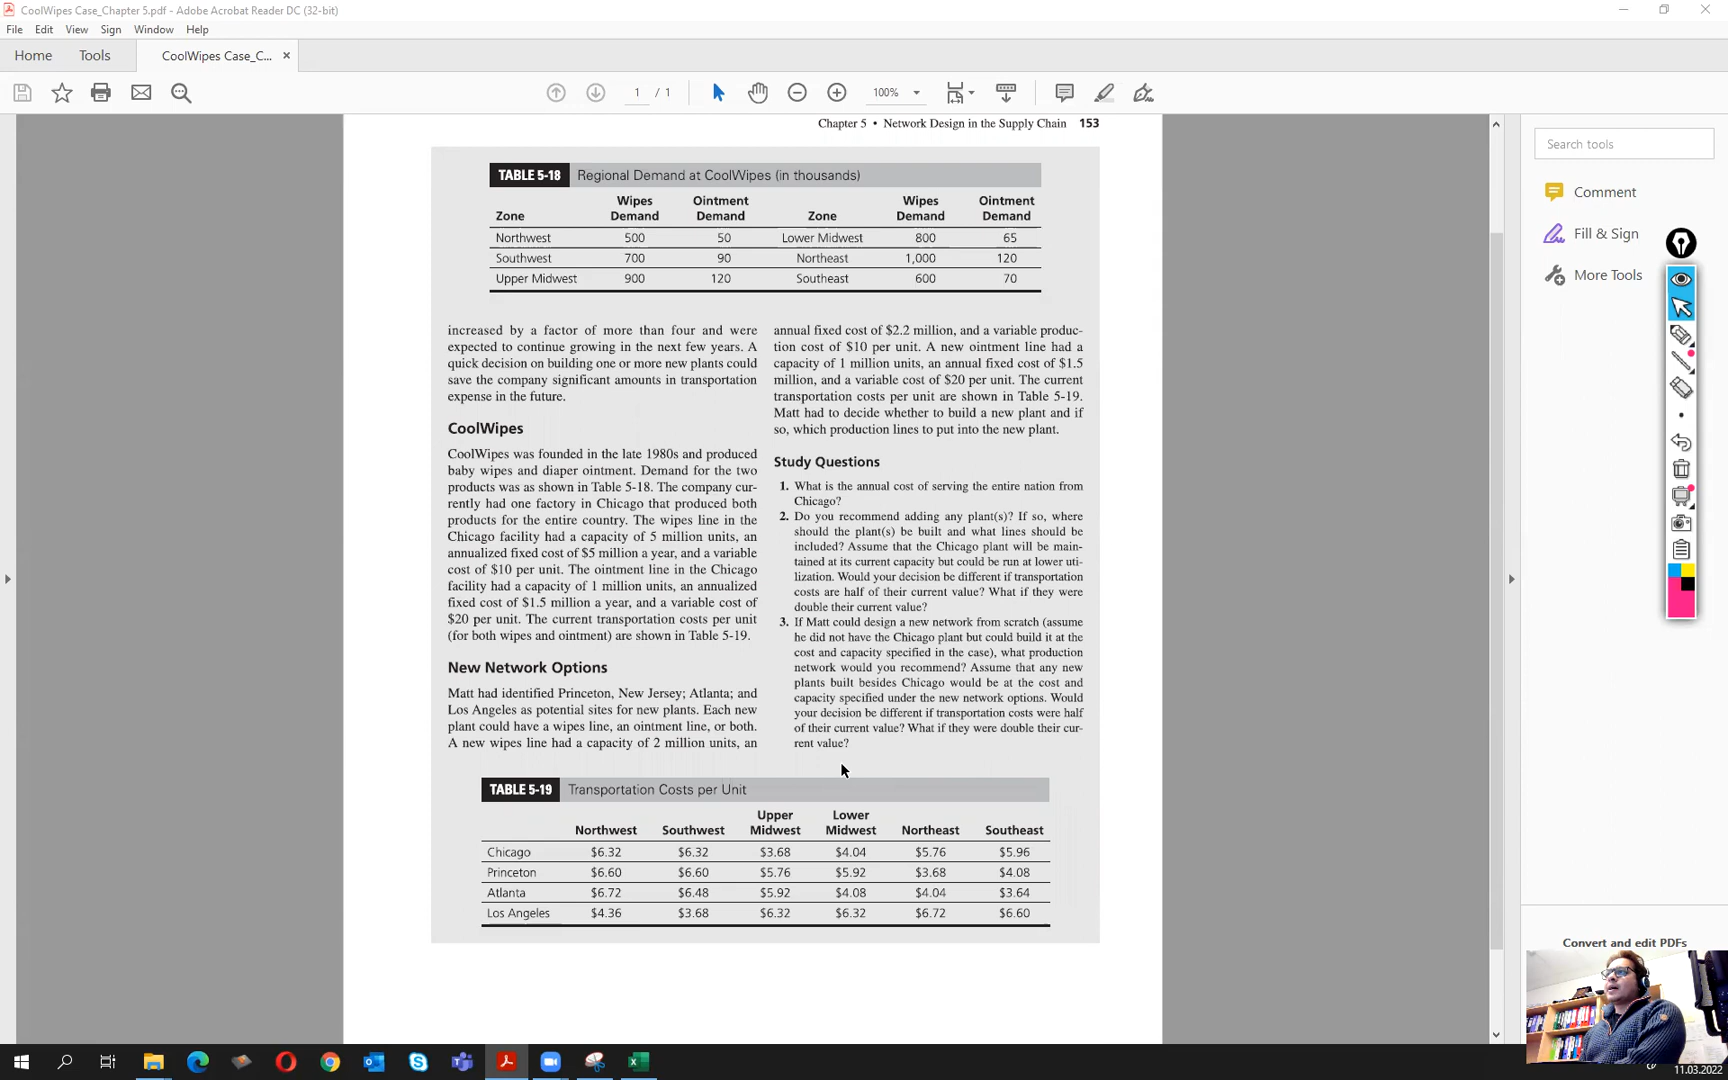 CoolWipes Case_Chapter 5.pdf - Adobe Acrobat Reader DC (32-bit)
File Edit View Sign Window Help
Home Tools CoolWipes Case_C... ×
1 / 1 100%
Chapter 5 • Network Design in the Supply Chain 153
TABLE 5-18 Regional Demand at CoolWipes (in thousands)
Wipes Ointment Wipes Ointment
Zone Demand Demand Zone Demand Demand
Northwest 500 50 Lower Midwest 800 65
Southwest 700 90 Northeast 1,000 120
Upper Midwest 900 120 Southeast 600 70
increased by a factor of more than four and were
expected to continue growing in the next few years. A
quick decision on building one or more new plants could
save the company significant amounts in transportation
expense in the future.
CoolWipes
CoolWipes was founded in the late 1980s and produced
baby wipes and diaper ointment. Demand for the two
products was as shown in Table 5-18. The company cur-
rently had one factory in Chicago that produced both
products for the entire country. The wipes line in the
Chicago facility had a capacity of 5 million units, an
annualized fixed cost of $5 million a year, and a variable
cost of $10 per unit. The ointment line in the Chicago
facility had a capacity of 1 million units, an annualized
fixed cost of $1.5 million a year, and a variable cost of
$20 per unit. The current transportation costs per unit
(for both wipes and ointment) are shown in Table 5-19.
New Network Options
Matt had identified Princeton, New Jersey; Atlanta; and
Los Angeles as potential sites for new plants. Each new
plant could have a wipes line, an ointment line, or both.
A new wipes line had a capacity of 2 million units, an
annual fixed cost of $2.2 million, and a variable produc-
tion cost of $10 per unit. A new ointment line had a
capacity of 1 million units, an annual fixed cost of $1.5
million, and a variable cost of $20 per unit. The current
transportation costs per unit are shown in Table 5-19.
Matt had to decide whether to build a new plant and if
so, which production lines to put into the new plant.
Study Questions
1. What is the annual cost of serving the entire nation from
Chicago?
2. Do you recommend adding any plant(s)? If so, where
should the plant(s) be built and what lines should be
included? Assume that the Chicago plant will be main-
tained at its current capacity but could be run at lower uti-
lization. Would your decision be different if transportation
costs are half of their current value? What if they were
double their current value?
3. If Matt could design a new network from scratch (assume
he did not have the Chicago plant but could build it at the
cost and capacity specified in the case), what production
network would you recommend? Assume that any new
plants built besides Chicago would be at the cost and
capacity specified under the new network options. Would
your decision be different if transportation costs were half
of their current value? What if they were double their cur-
rent value?
TABLE 5-19 Transportation Costs per Unit
Upper Lower
Northwest Southwest Midwest Midwest Northeast Southeast
Chicago $6.32 $6.32 $3.68 $4.04 $5.76 $5.96
Princeton $6.60 $6.60 $5.76 $5.92 $3.68 $4.08
Atlanta $6.72 $6.48 $5.92 $4.08 $4.04 $3.64
Los Angeles $4.36 $3.68 $6.32 $6.32 $6.72 $6.60
Search tools
Comment
Fill & Sign
More Tools
Convert and edit PDFs
11.03.2022